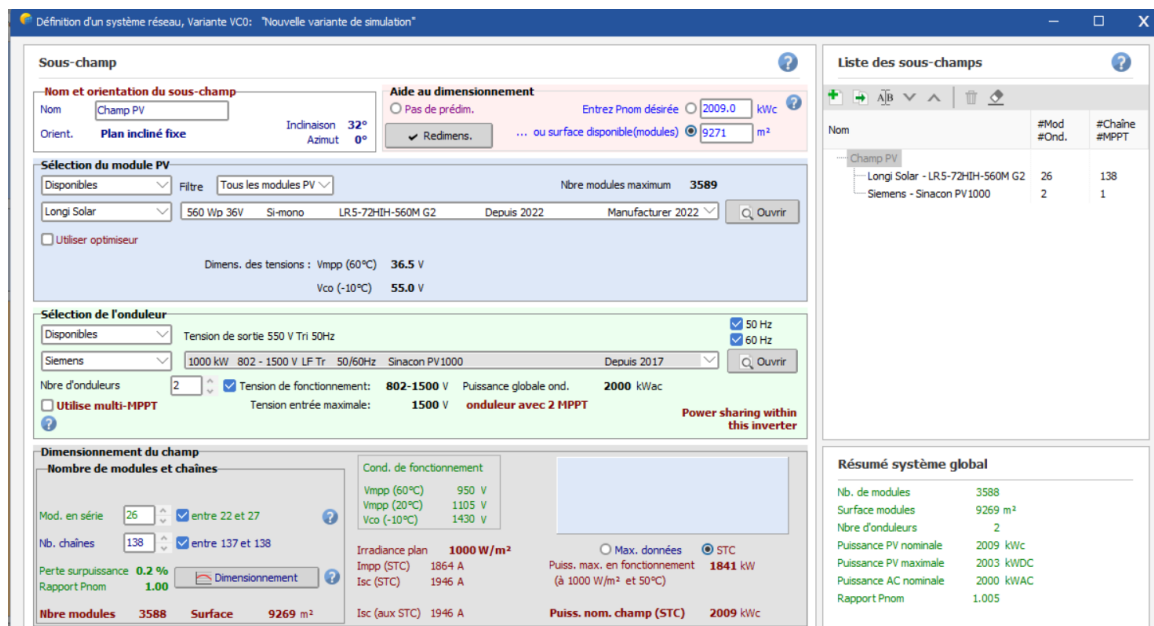 Définition d'un système réseau, Variante VC0: "Nouvelle variante de simulation"
Sous-champ
Nom et orientation du sous-champ
Nom Champ PV
Orient. Plan incliné fixe
Inclinaison 32°
Azimut 0°
Aide au dimensionnement
Pas de prédim.
Entrez Pnom désirée 2009.0 kWc
Redimens.
... ou surface disponible(modules) 9271 m²
Sélection du module PV
Disponibles Filtre Tous les modules PV Nbre modules maximum 3589
Longi Solar 560 Wp 36V Si-mono LR5-72HIH-560M G2 Depuis 2022 Manufacturer 2022 Ouvrir
Utiliser optimiseur
Dimens. des tensions : Vmpp (60°C) 36.5 V
Vco (-10°C) 55.0 V
Sélection de l'onduleur
Disponibles Tension de sortie 550 V Tri 50Hz
50 Hz
60 Hz
Siemens 1000 kW 802 - 1500 V LF Tr 50/60Hz Sinacon PV1000 Depuis 2017 Ouvrir
Nbre d'onduleurs 2 Tension de fonctionnement: 802-1500 V Puissance globale ond. 2000 kWac
Utilise multi-MPPT Tension entrée maximale: 1500 V onduleur avec 2 MPPT
Power sharing within
this inverter
Dimensionnement du champ
Nombre de modules et chaînes
Mod. en série 26 entre 22 et 27
Nb. chaînes 138 entre 137 et 138
Perte surpuissance 0.2 %
Rapport Pnom 1.00
Dimensionnement
Nbre modules 3588 Surface 9269 m²
Cond. de fonctionnement
Vmpp (60°C) 950 V
Vmpp (20°C) 1105 V
Vco (-10°C) 1430 V
Irradiance plan 1000 W/m²
Impp (STC) 1864 A
Isc (STC) 1946 A
Isc (aux STC) 1946 A
Max. données STC
Puiss. max. en fonctionnement 1841 kW
(à 1000 W/m² et 50°C)
Puiss. nom. champ (STC) 2009 kWc
Liste des sous-champs
Nom
#Mod
#Ond.
#Chaîne
#MPPT
Champ PV
Longi Solar - LR5-72HIH-560M G2 26 138
Siemens - Sinacon PV1000 2 1
Résumé système global
Nb. de modules 3588
Surface modules 9269 m²
Nbre d'onduleurs 2
Puissance PV nominale 2009 kWc
Puissance PV maximale 2003 kWDC
Puissance AC nominale 2000 kWAC
Rapport Pnom 1.005